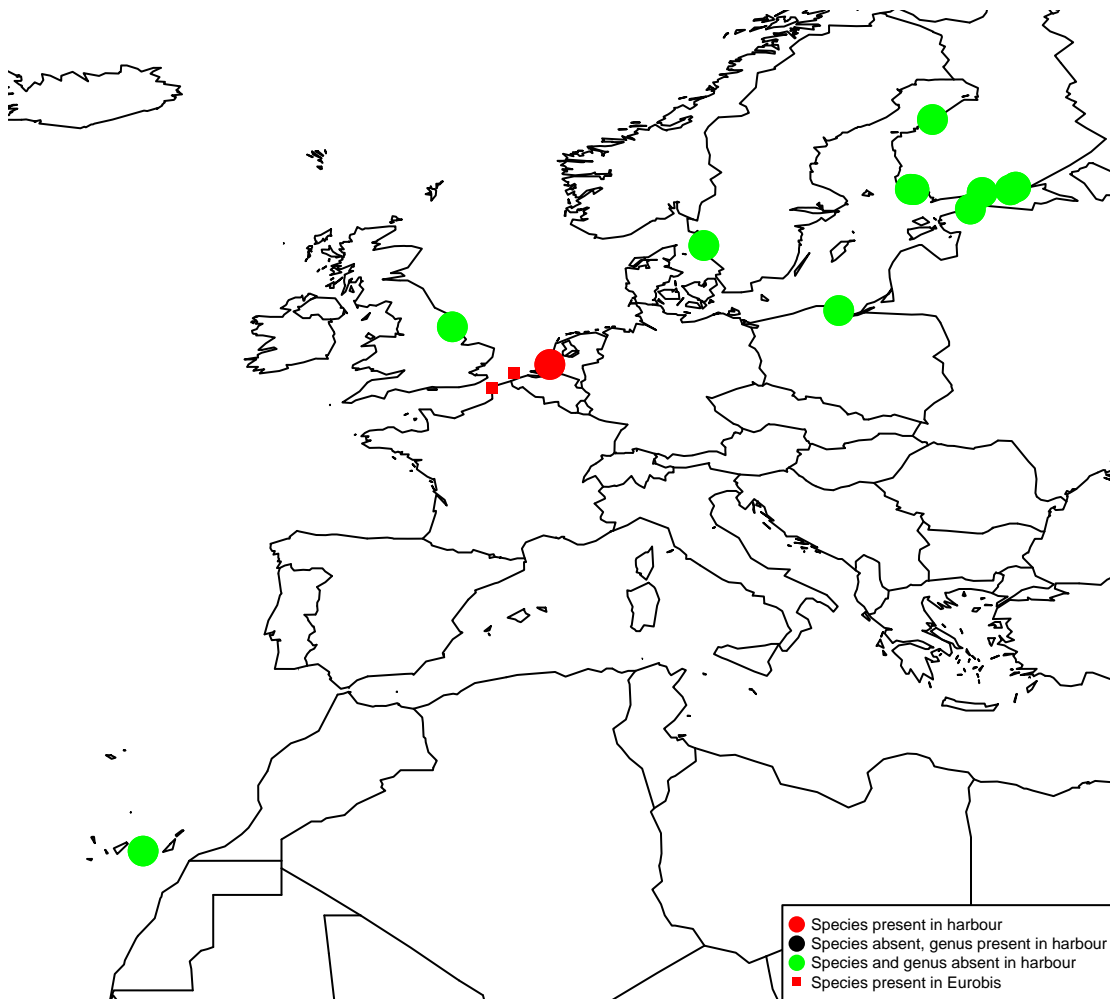 Species present in harbour
Species absent, genus present in harbour
Species and genus absent in harbour
Species present in Eurobis